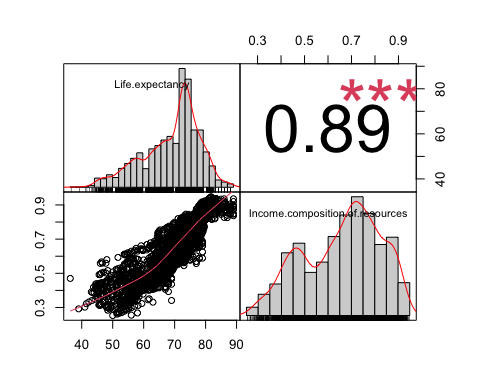 0.3 0.5 0.7 0.9
Life.expectancy
***
0.89
40 60 80
Income.composition.of.resources
0.3 0.5 0.7 0.9
40 50 60 70 80 90